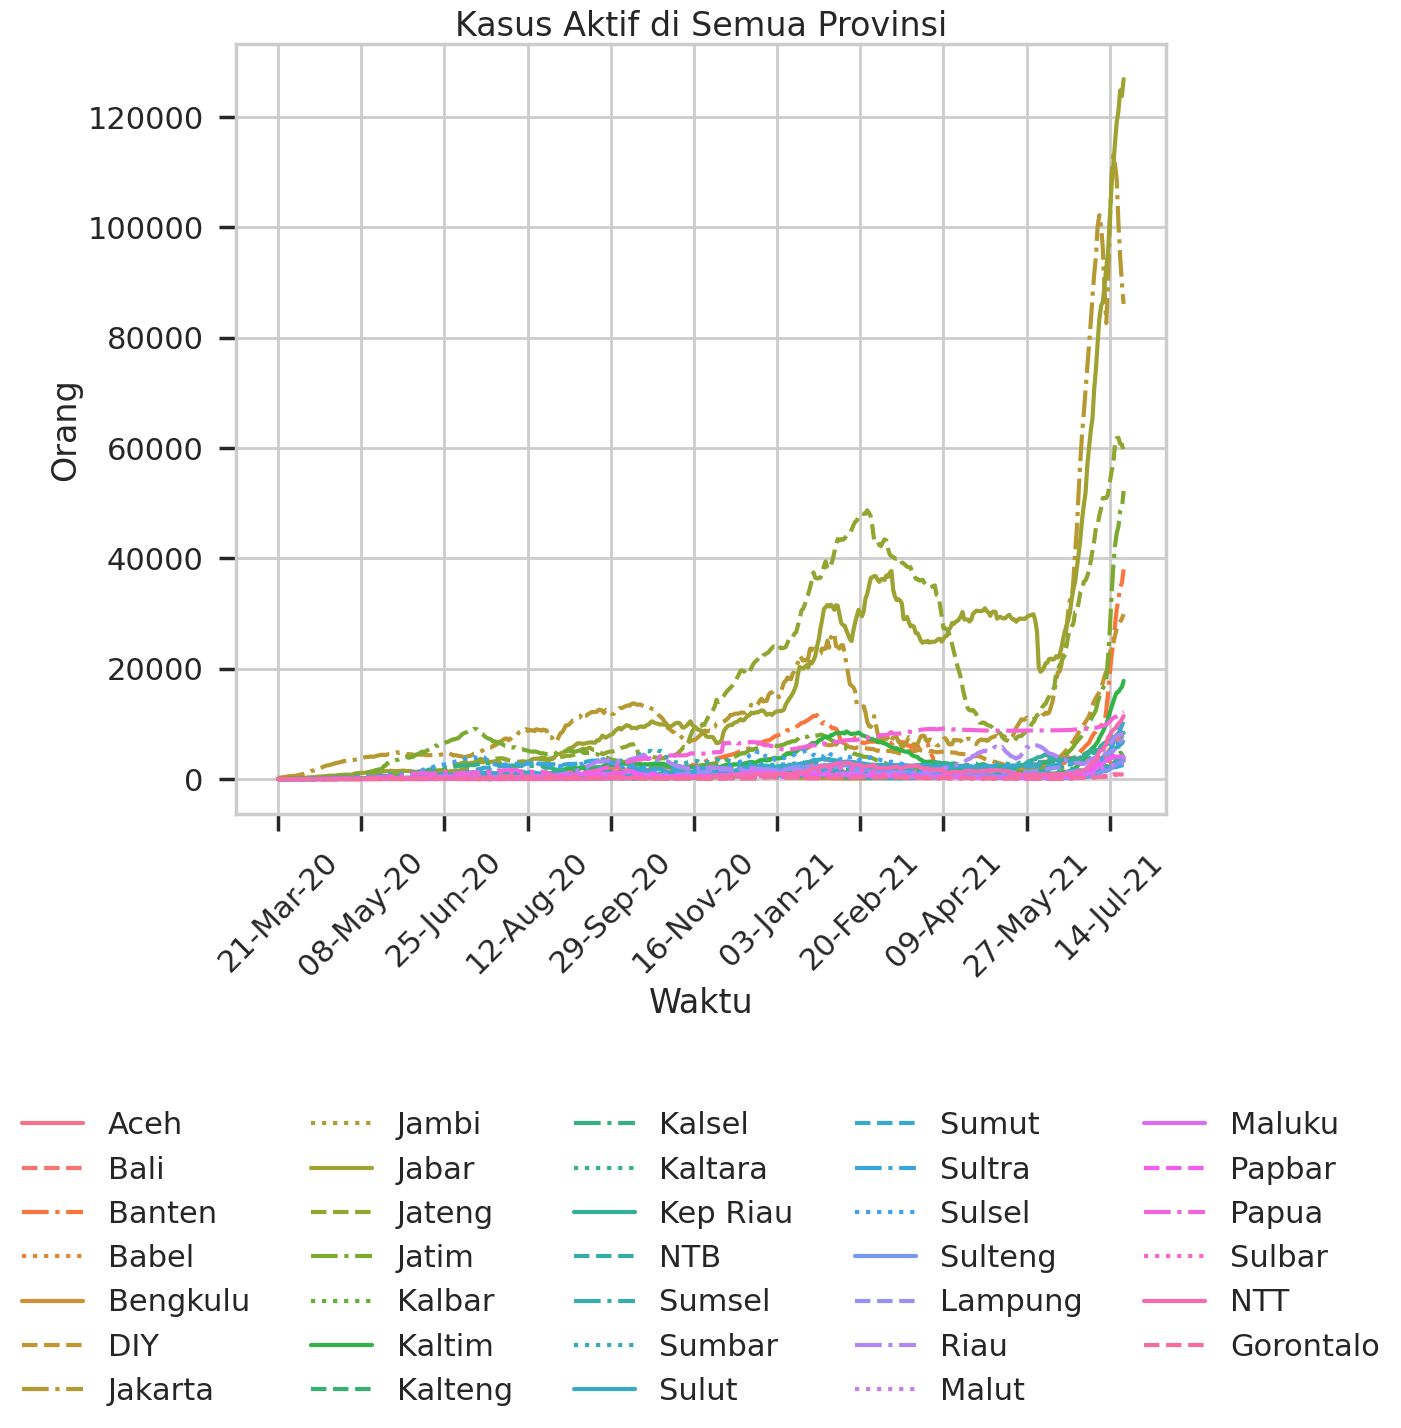 Kasus Aktif di Semua Provinsi
120000
100000
80000
60000
40000
20000
0
Orang
21-Mar-20
08-May-20
25-Jun-20
12-Aug-20
29-Sep-20
16-Nov-20
03-Jan-21
20-Feb-21
09-Apr-21
27-May-21
14-Jul-21
Waktu
Aceh
Bali
Banten
Babel
Bengkulu
DIY
Jakarta
Jambi
Jabar
Jateng
Jatim
Kalbar
Kaltim
Kalteng
Kalsel
Kaltara
Kep Riau
NTB
Sumsel
Sumbar
Sulut
Sumut
Sultra
Sulsel
Sulteng
Lampung
Riau
Malut
Maluku
Papbar
Papua
Sulbar
NTT
Gorontalo